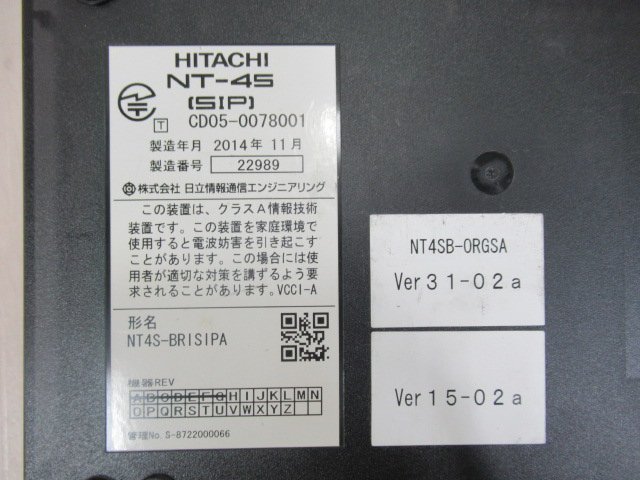 HITACHI
NT-4S
(SIP)
T CD05-0078001
製造年月 2014年 11月
製造番号 22989
株式会社 日立情報通信エンジニアリング
この装置は、クラスA情報技術
装置です。この装置を家庭環境で
使用すると電波妨害を引き起こす
ことがあります。この場合には使
用者が適切な対策を講ずるよう要
求されることがあります。VCCI-A
形名
NT4S-BRISIPA
機器REV
A B C D E F G H I J K L M N
O P Q R S T U V W X Y Z
管理No. S-8722000066
NT4SB-ORGSA
Ver31-02a
Ver15-02a